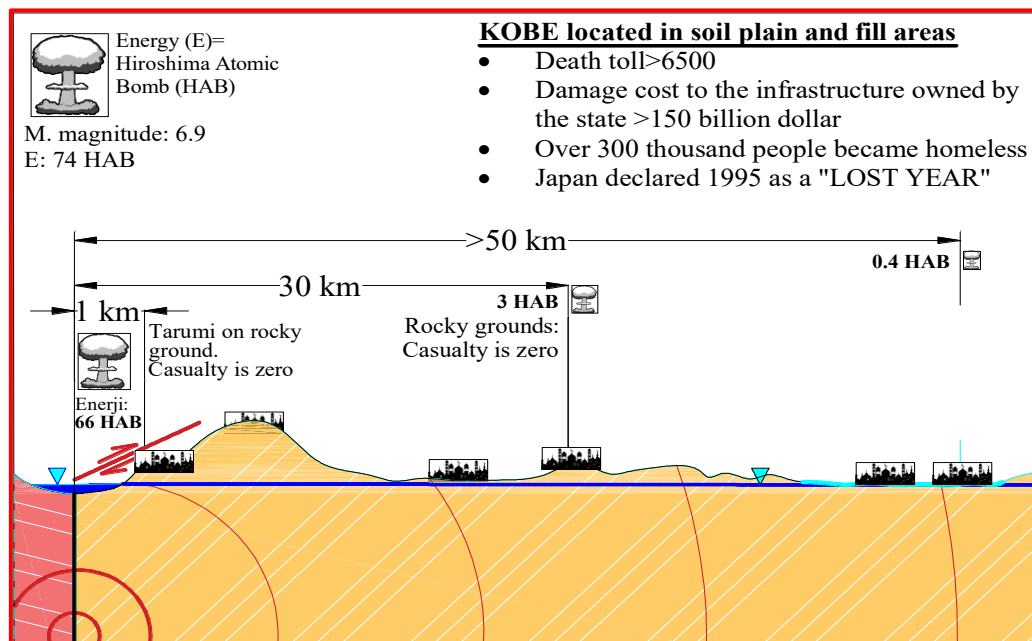 Energy (E)=
Hiroshima Atomic
Bomb (HAB)
M. magnitude: 6.9
E: 74 HAB
KOBE located in soil plain and fill areas
• Death toll>6500
• Damage cost to the infrastructure owned by
the state >150 billion dollar
• Over 300 thousand people became homeless
• Japan declared 1995 as a "LOST YEAR"
>50 km
0.4 HAB
30 km
3 HAB
Rocky grounds:
Casualty is zero
1 km
Tarumi on rocky
ground.
Casualty is zero
Enerji:
66 HAB